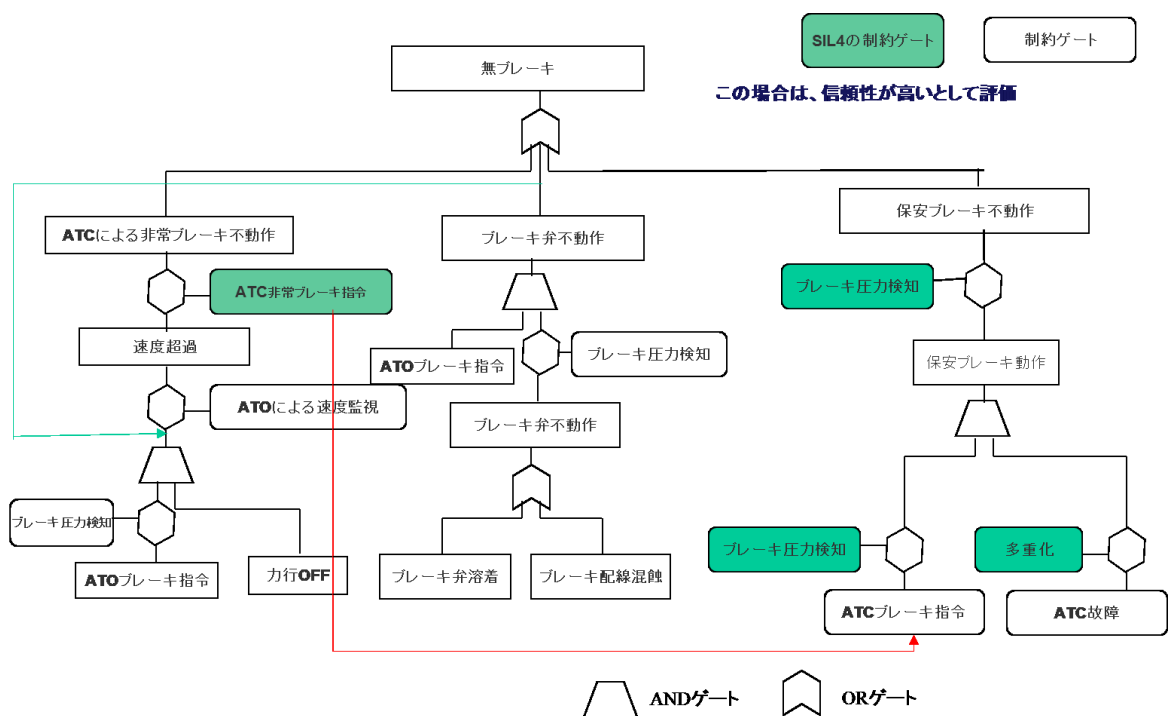 SIL4の制約ゲート
制約ゲート
この場合は、信頼性が高いとして評価
無ブレーキ
ATCによる非常ブレーキ不動作
ブレーキ弁不動作
保安ブレーキ不動作
ATC非常ブレーキ指令
ブレーキ圧力検知
速度超過
ATOブレーキ指令
ブレーキ圧力検知
保安ブレーキ動作
ATOによる速度監視
ブレーキ弁不動作
ブレーキ圧力検知
ATOブレーキ指令
力行OFF
ブレーキ弁溶着
ブレーキ配線混蝕
ブレーキ圧力検知
多重化
ATCブレーキ指令
ATC故障
ANDゲート
ORゲート